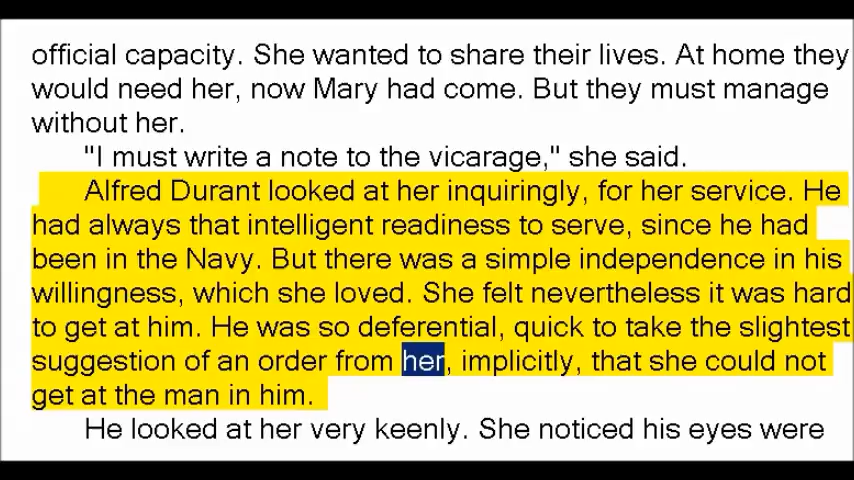 official capacity. She wanted to share their lives. At home they
would need her, now Mary had come. But they must manage
without her.
"I must write a note to the vicarage," she said.
Alfred Durant looked at her inquiringly, for her service. He
had always that intelligent readiness to serve, since he had
been in the Navy. But there was a simple independence in his
willingness, which she loved. She felt nevertheless it was hard
to get at him. He was so deferential, quick to take the slightest
suggestion of an order from her, implicitly, that she could not
get at the man in him.
He looked at her very keenly. She noticed his eyes were